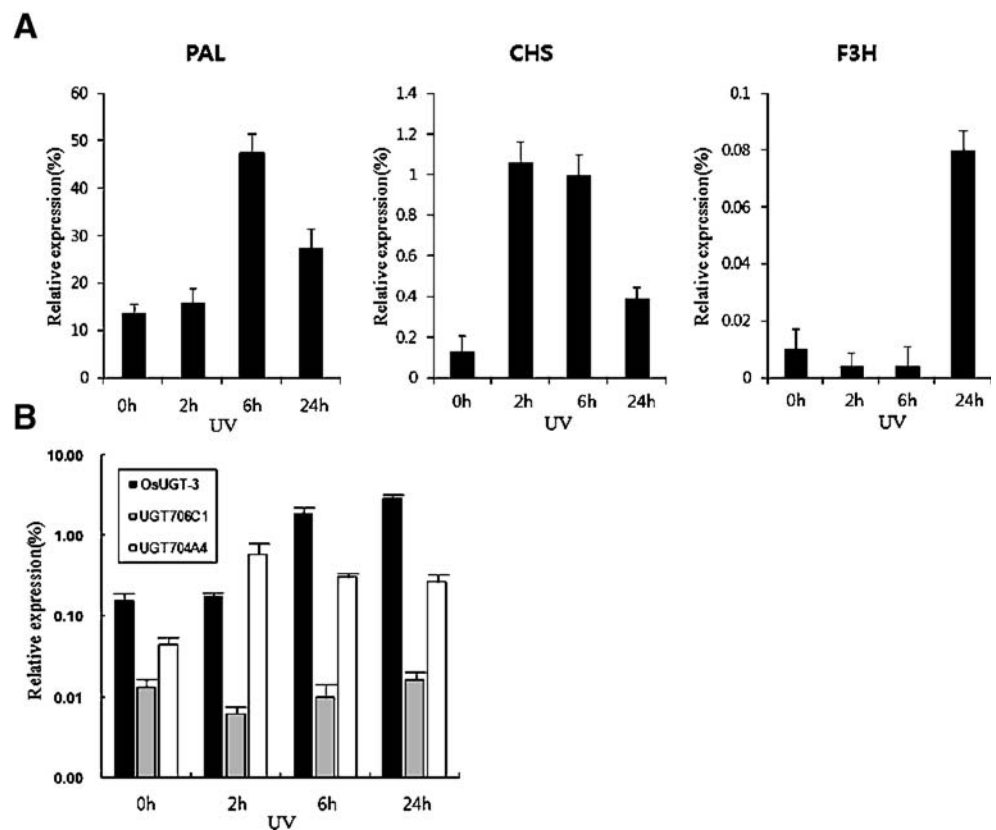 A
PAL
Relative expression(%)
60
50
40
30
20
10
0
0h 2h 6h 24h
UV
CHS
Relative expression(%)
1.4
1.2
1
0.8
0.6
0.4
0.2
0
0h 2h 6h 24h
UV
F3H
Relative expression(%)
0.1
0.08
0.06
0.04
0.02
0
0h 2h 6h 24h
UV
B
Relative expression(%)
10.00
1.00
0.10
0.01
0.00
OsUGT-3
UGT706C1
UGT704A4
0h 2h 6h 24h
UV